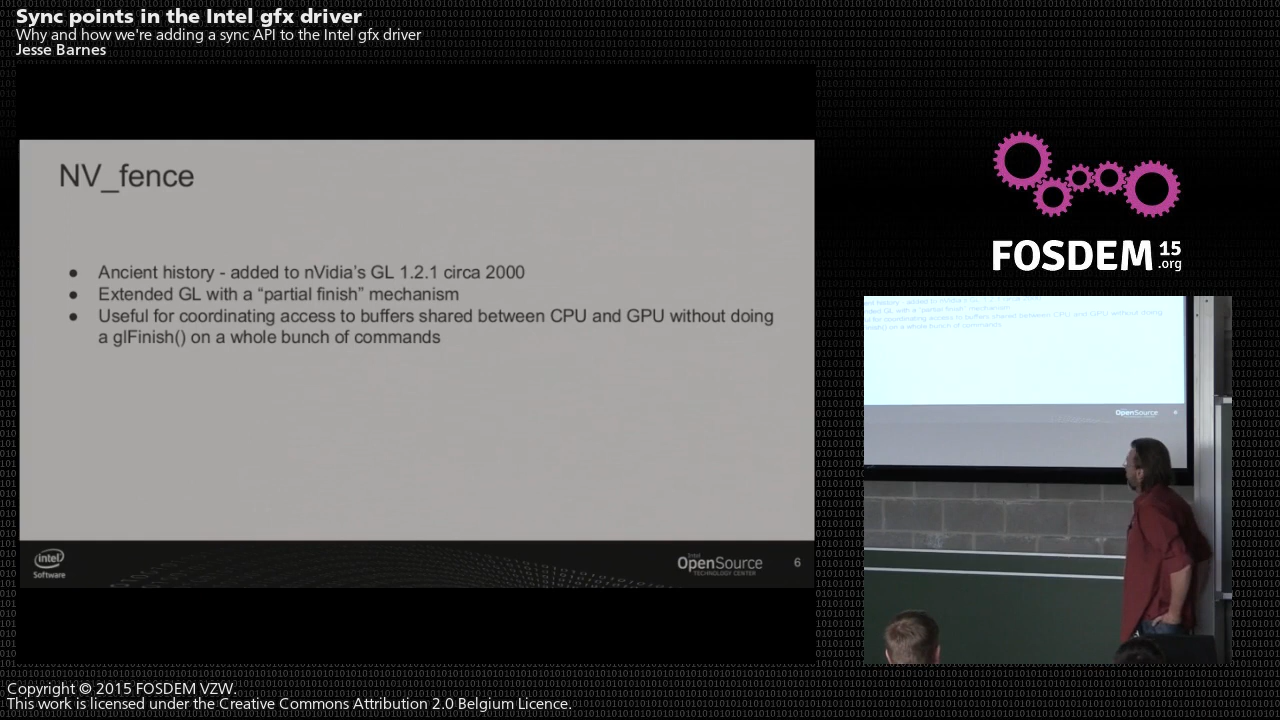 Sync points in the Intel gfx driver
Why and how we're adding a sync API to the Intel gfx driver
Jesse Barnes
NV_fence
● Ancient history - added to nVidia's GL 1.2.1 circa 2000
● Extended GL with a “partial finish” mechanism
● Useful for coordinating access to buffers shared between CPU and GPU without doing
a glFinish() on a whole bunch of commands
intel
Software
Intel
OpenSource
TECHNOLOGY CENTER
6
FOSDEM 15
.org
OpenSource
Copyright © 2015 FOSDEM VZW.
This work is licensed under the Creative Commons Attribution 2.0 Belgium Licence.